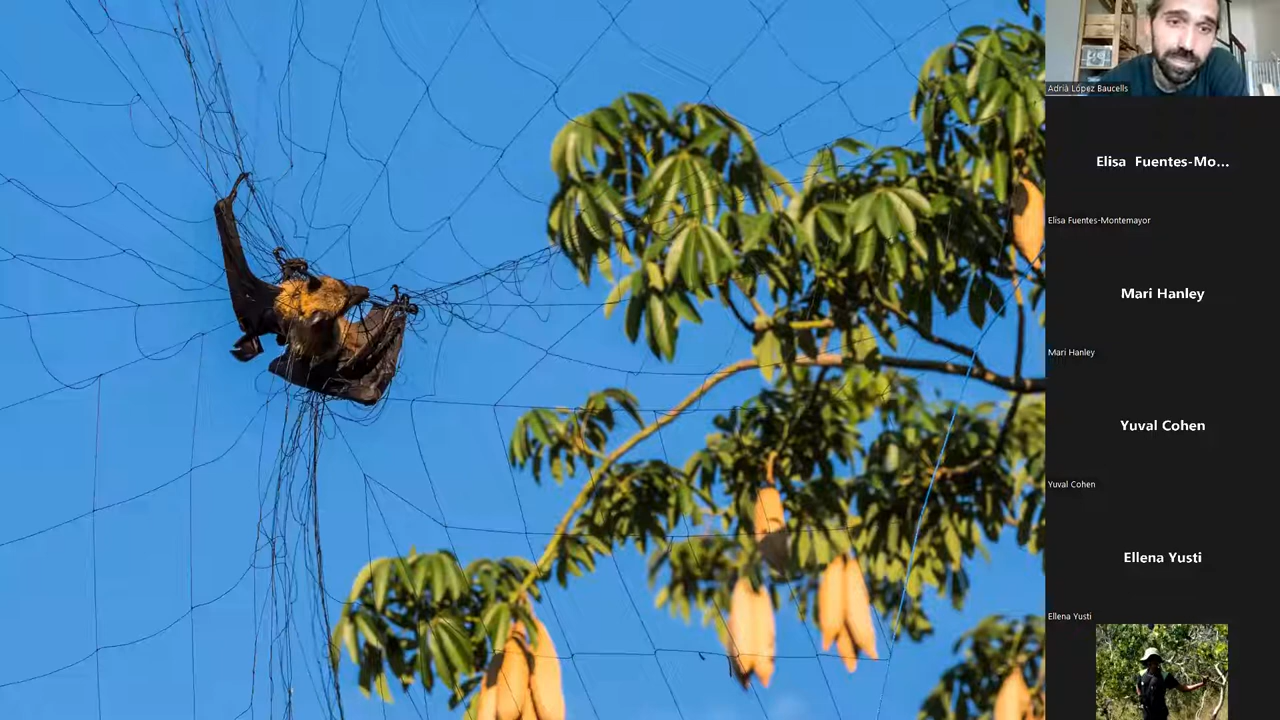 Adrià López Baucells
Elisa Fuentes-Mo...
Elisa Fuentes-Montemayor
Mari Hanley
Mari Hanley
Yuval Cohen
Yuval Cohen
Ellena Yusti
Ellena Yusti